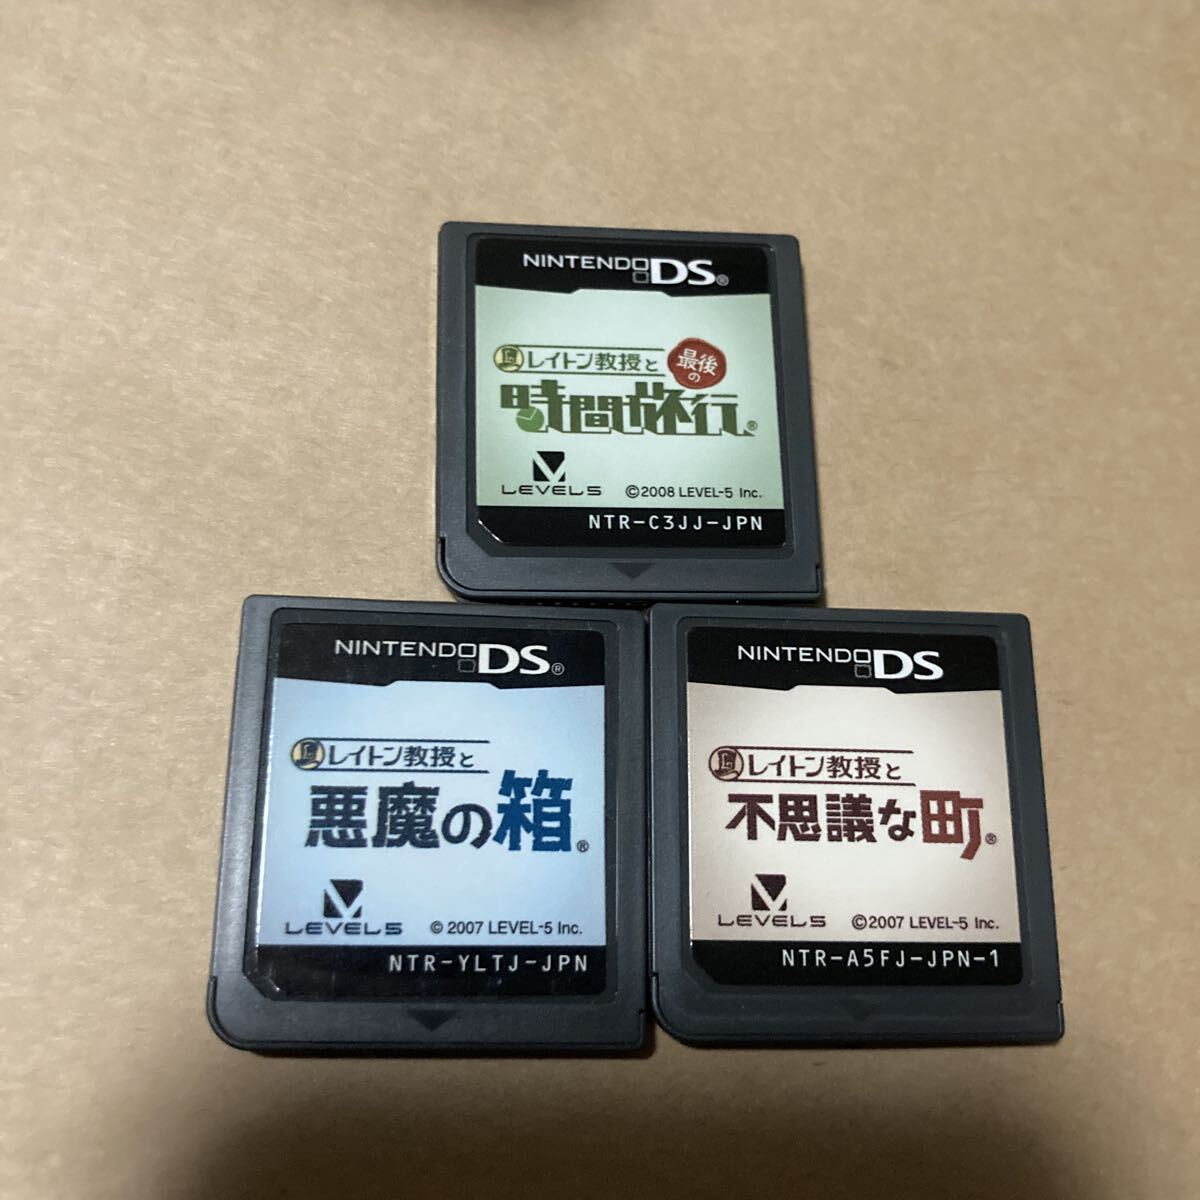 NINTENDO DS®
レイトン教授と
最後の
時間旅行®
LEVEL5 ©2008 LEVEL-5 Inc.
NTR-C3JJ-JPN
NINTENDO DS®
レイトン教授と
悪魔の箱®
LEVEL5 ©2007 LEVEL-5 Inc.
NTR-YLTJ-JPN
NINTENDO DS
レイトン教授と
不思議な町®
LEVEL5 ©2007 LEVEL-5 Inc.
NTR-A5FJ-JPN-1